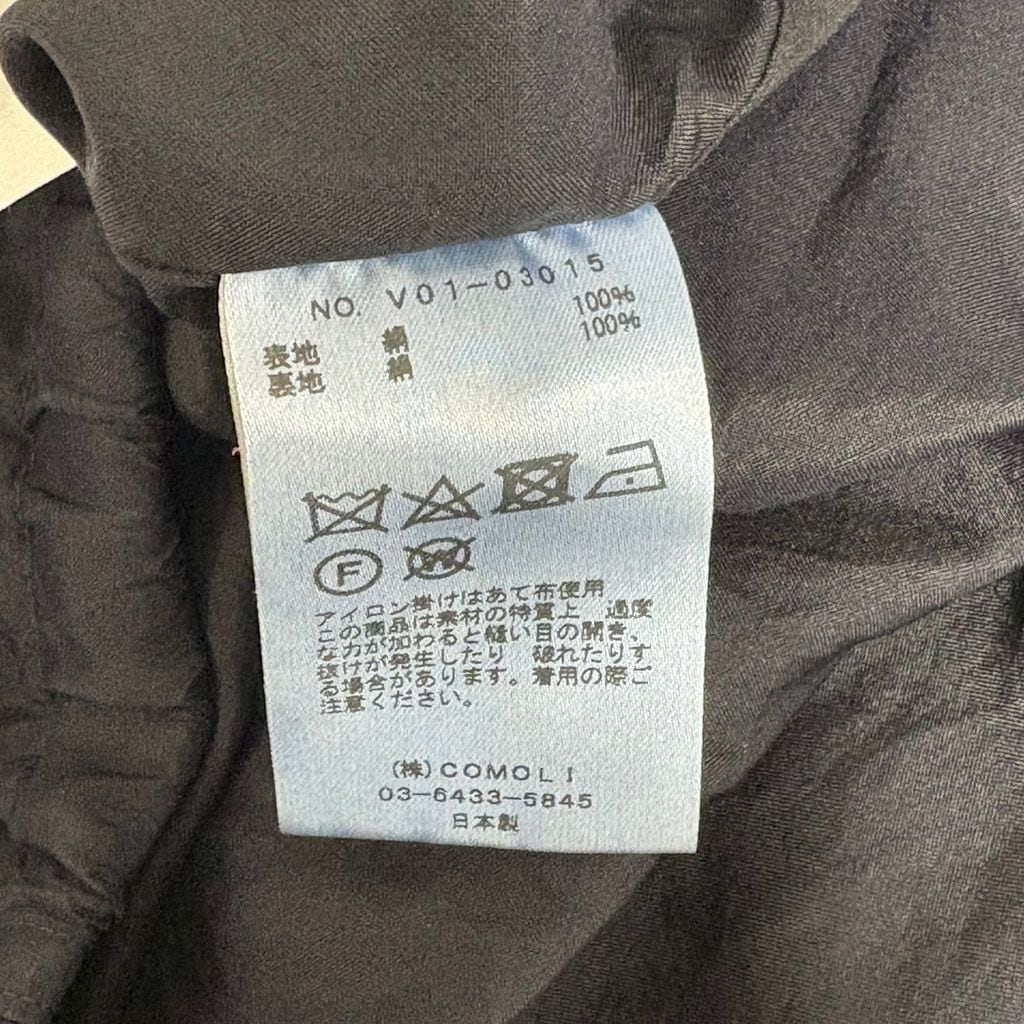 NO. V01-03015
表地 絹 100%
裏地 絹 100%
F
W
アイロン掛けはあて布使用
この商品は素材の特質上 過度
な力が加わると縫い目の開き、
抜けが発生したり 破れたりす
る場合があります。着用の際ご
注意ください。
(株)COMOLI
03-6433-5845
日本製